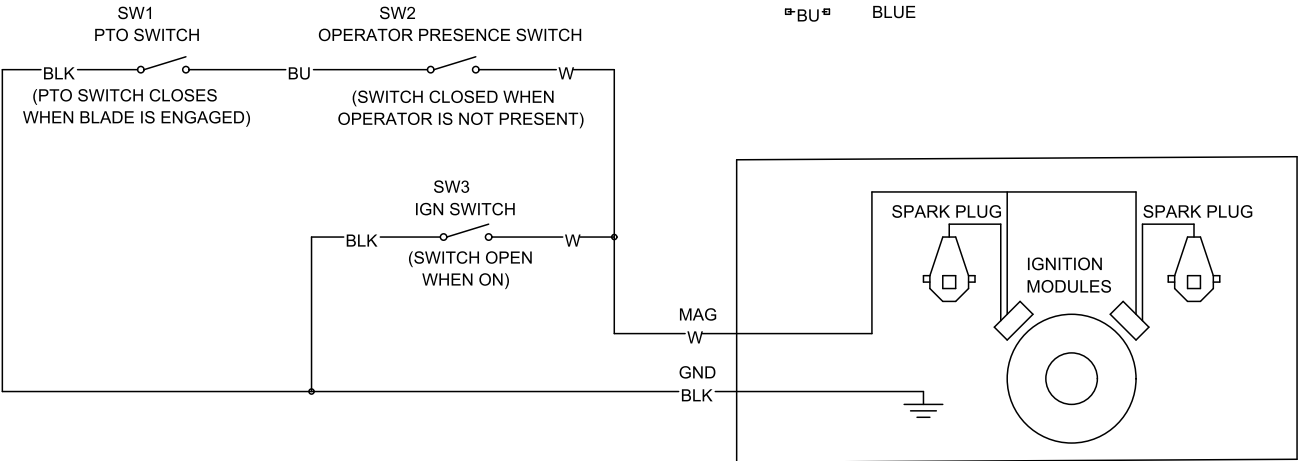 SW1
PTO SWITCH
SW2
OPERATOR PRESENCE SWITCH
BU BLUE
BLK
BU
W
(PTO SWITCH CLOSES
WHEN BLADE IS ENGAGED)
(SWITCH CLOSED WHEN
OPERATOR IS NOT PRESENT)
SW3
IGN SWITCH
BLK
W
(SWITCH OPEN
WHEN ON)
SPARK PLUG
SPARK PLUG
IGNITION
MODULES
MAG
W
GND
BLK